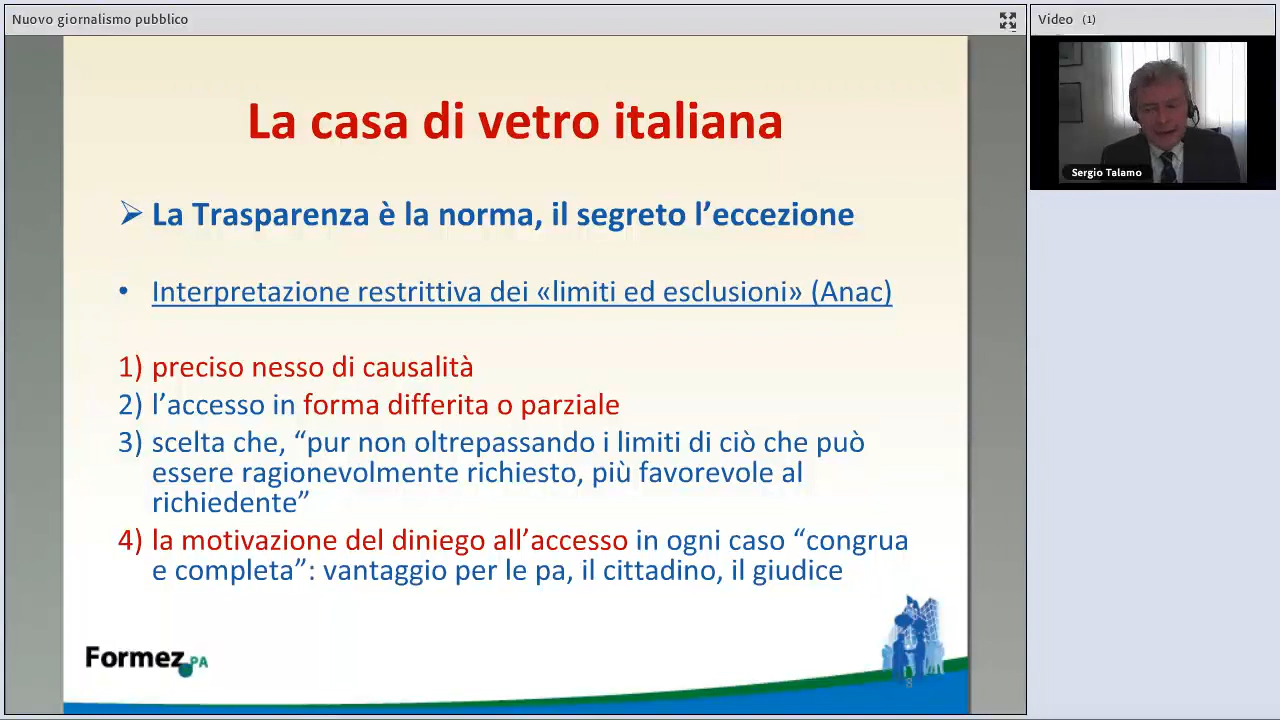 Nuovo giornalismo pubblico
Video (1)
Sergio Talamo
La casa di vetro italiana
➢ La Trasparenza è la norma, il segreto l’eccezione
• Interpretazione restrittiva dei «limiti ed esclusioni» (Anac)
1) preciso nesso di causalità
2) l’accesso in forma differita o parziale
3) scelta che, “pur non oltrepassando i limiti di ciò che può
essere ragionevolmente richiesto, più favorevole al
richiedente”
4) la motivazione del diniego all’accesso in ogni caso “congrua
e completa”: vantaggio per le pa, il cittadino, il giudice
Formez PA
8